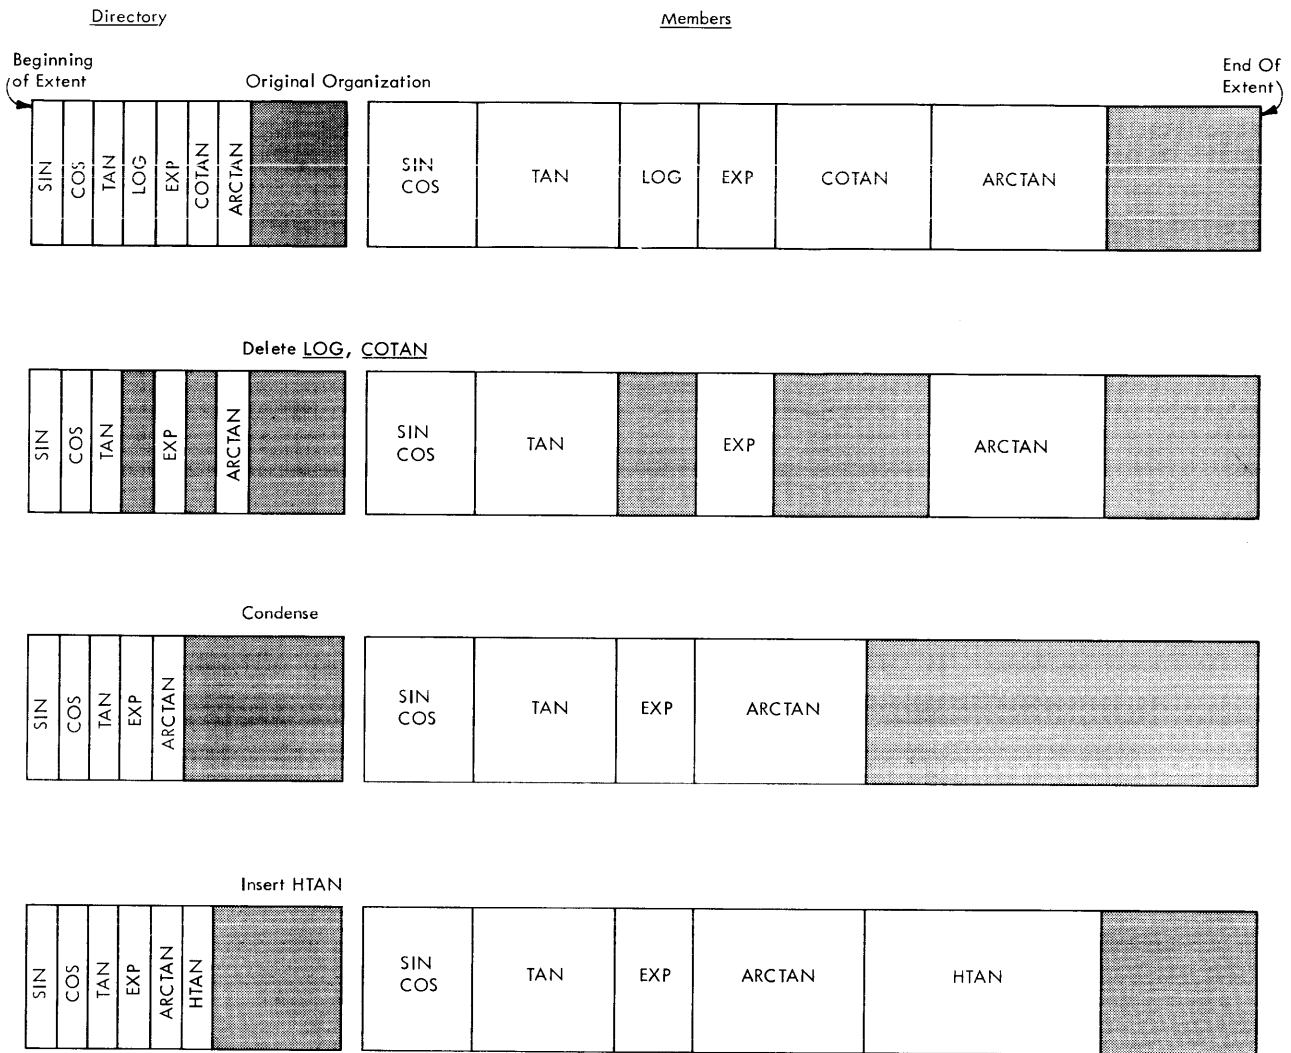 Directory
Members
Beginning
of Extent
Original Organization
End Of
Extent
SIN
COS
TAN
LOG
EXP
COTAN
ARCTAN
SIN
COS
TAN
LOG
EXP
COTAN
ARCTAN
Delete LOG, COTAN
SIN
COS
TAN
EXP
ARCTAN
SIN
COS
TAN
EXP
ARCTAN
Condense
SIN
COS
TAN
EXP
ARCTAN
SIN
COS
TAN
EXP
ARCTAN
Insert HTAN
SIN
COS
TAN
EXP
ARCTAN
HTAN
SIN
COS
TAN
EXP
ARCTAN
HTAN